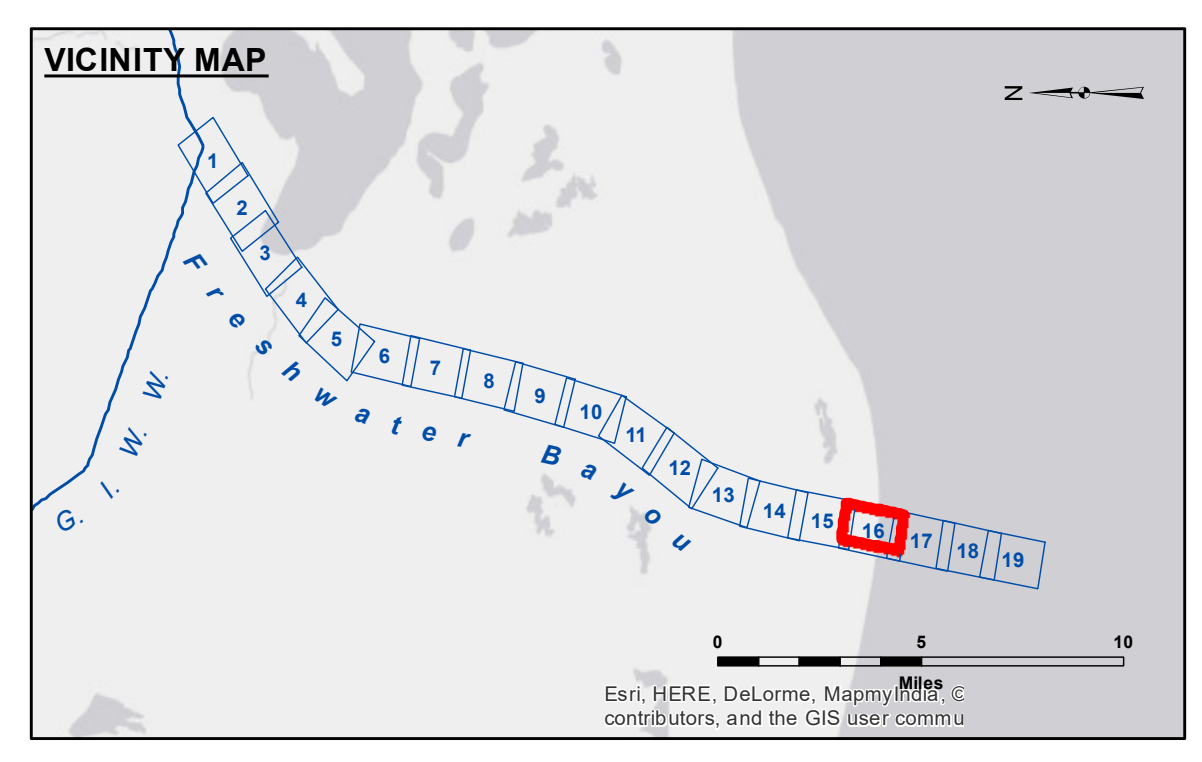 VICINITY MAP
N
1
2
3
4
5
6
7
8
9
10
11
12
13
14
15
16
17
18
19
Freshwater Bayou
G. I. W. W.
0 5 10
Miles
Esri, HERE, DeLorme, MapmyIndia, ©
contributors, and the GIS user commu